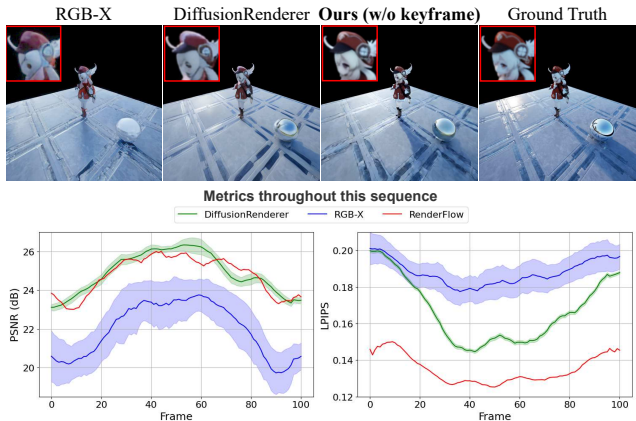 RGB-X DiffusionRenderer Ours (w/o keyframe) Ground Truth
Metrics throughout this sequence
DiffusionRenderer RGB-X RenderFlow
PSNR (dB)
26
24
22
20
0 20 40 60 80 100
Frame
LPIPS
0.20
0.18
0.16
0.14
0.12
0 20 40 60 80 100
Frame